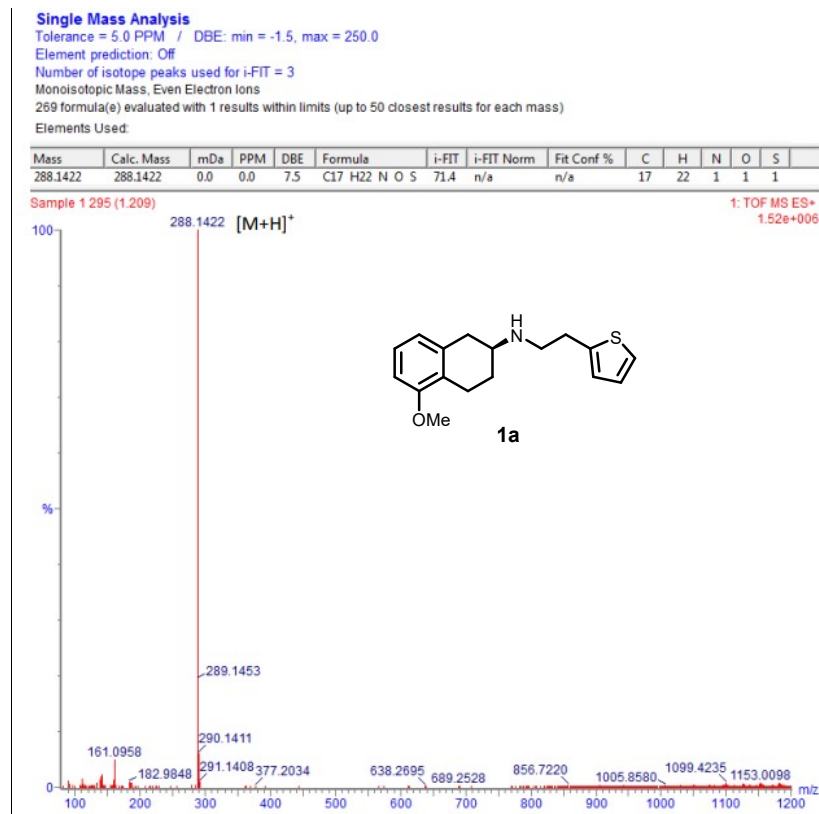 Single Mass Analysis
Tolerance = 5.0 PPM / DBE: min = -1.5, max = 250.0
Element prediction: Off
Number of isotope peaks used for i-FIT = 3
Monoisotopic Mass, Even Electron Ions
269 formula(e) evaluated with 1 results within limits (up to 50 closest results for each mass)
Elements Used:
Mass Calc. Mass mDa PPM DBE Formula i-FIT i-FIT Norm Fit Conf % C H N O S
288.1422 288.1422 0.0 0.0 7.5 C17 H22 N O S 71.4 n/a n/a 17 22 1 1 1
Sample 1 295 (1.209) 1: TOF MS ES+
1.52e+006
288.1422 [M+H]+
100
H
N
S
OMe
1a
%
289.1453
290.1411
161.0958
291.1408
182.9848
377.2034
638.2695
689.2528
856.7220
1005.8580
1099.4235
1153.0098
0
100 200 300 400 500 600 700 800 900 1000 1100 1200 m/z